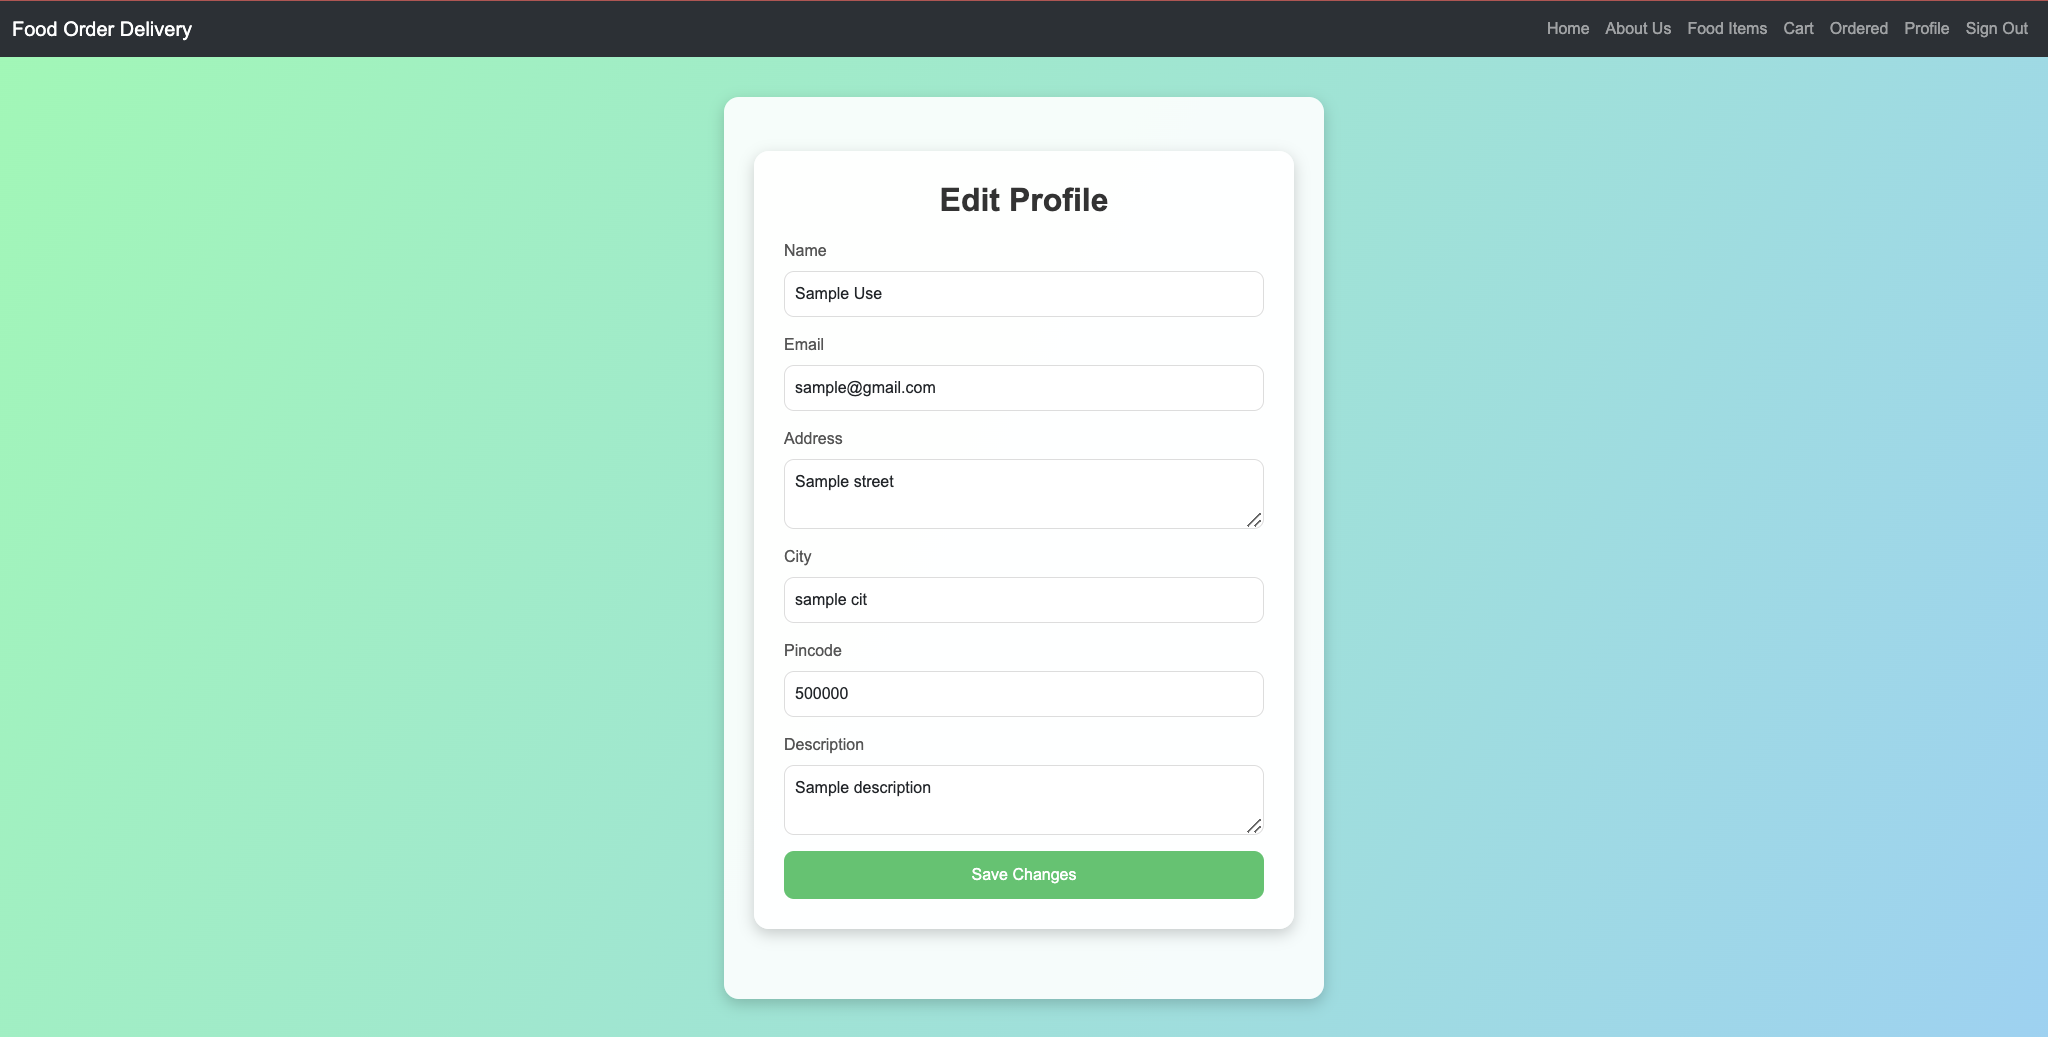 Food Order Delivery
Home About Us Food Items Cart Ordered Profile Sign Out
Edit Profile
Name
Sample Use
Email
sample@gmail.com
Address
Sample street
City
sample cit
Pincode
500000
Description
Sample description
Save Changes